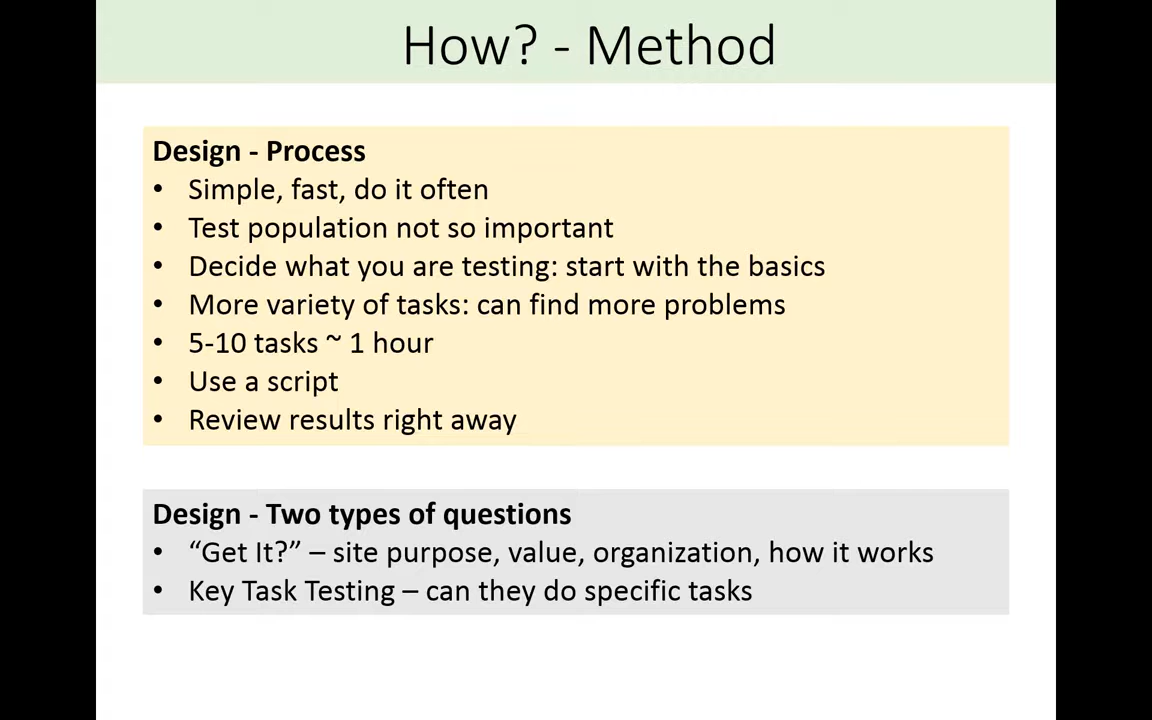 How? - Method
Design - Process
• Simple, fast, do it often
• Test population not so important
• Decide what you are testing: start with the basics
• More variety of tasks: can find more problems
• 5-10 tasks ~ 1 hour
• Use a script
• Review results right away
Design - Two types of questions
• “Get It?” – site purpose, value, organization, how it works
• Key Task Testing – can they do specific tasks